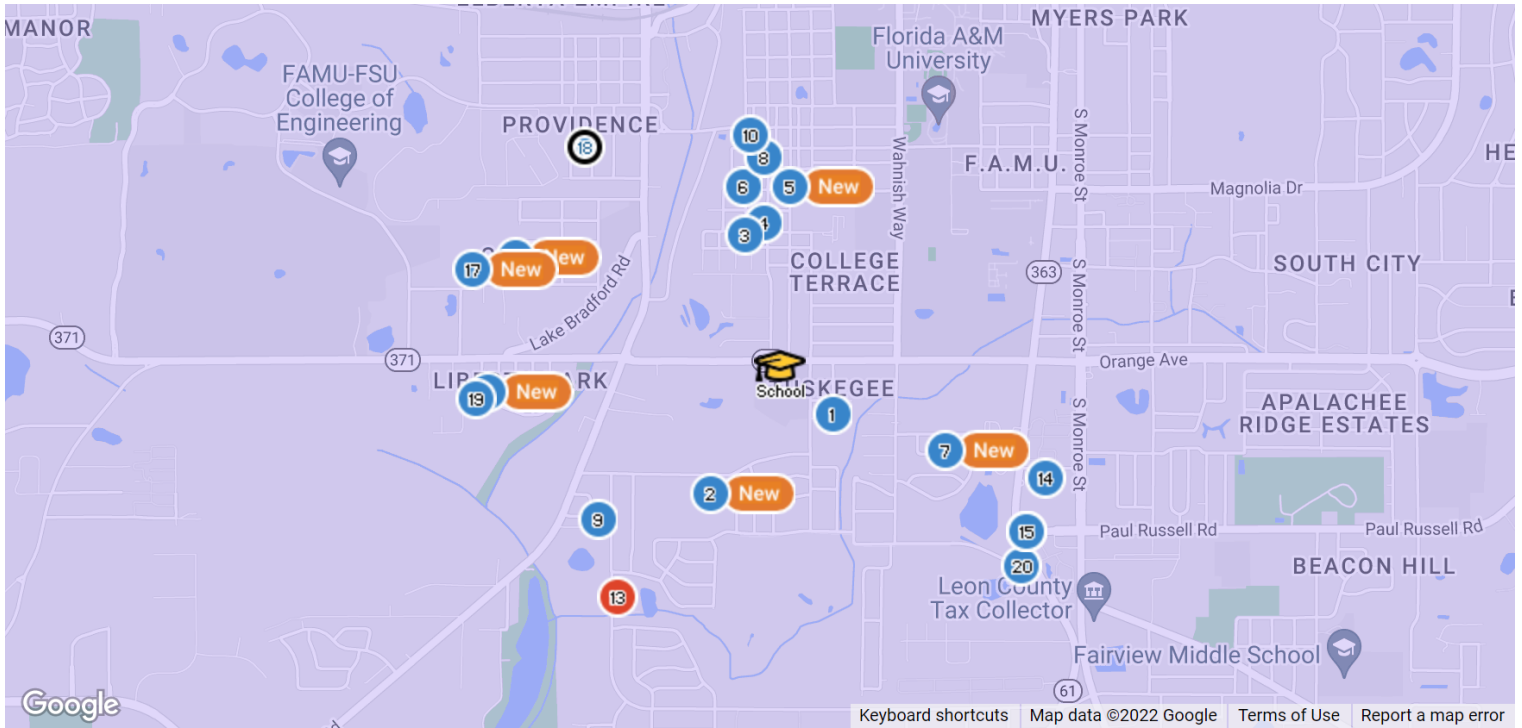 MANOR
MYERS PARK
Florida A&M
University
FAMU-FSU
College of
Engineering
PROVIDENCE
18
10
8
6
5
New
4
3
F.A.M.U.
Wahnish Way
S Monroe St
Magnolia Dr
HE
COLLEGE
TERRACE
363
SOUTH CITY
S Monroe St
17
New
New
Lake Bradford Rd
371
371
Orange Ave
School
19
New
1
S Monroe St
APALACHEE
RIDGE ESTATES
7
New
14
2
New
9
15
Paul Russell Rd
Paul Russell Rd
20
BEACON HILL
Leon County
Tax Collector
13
Fairview Middle School
61
Google
Keyboard shortcuts
Map data ©2022 Google
Terms of Use
Report a map error